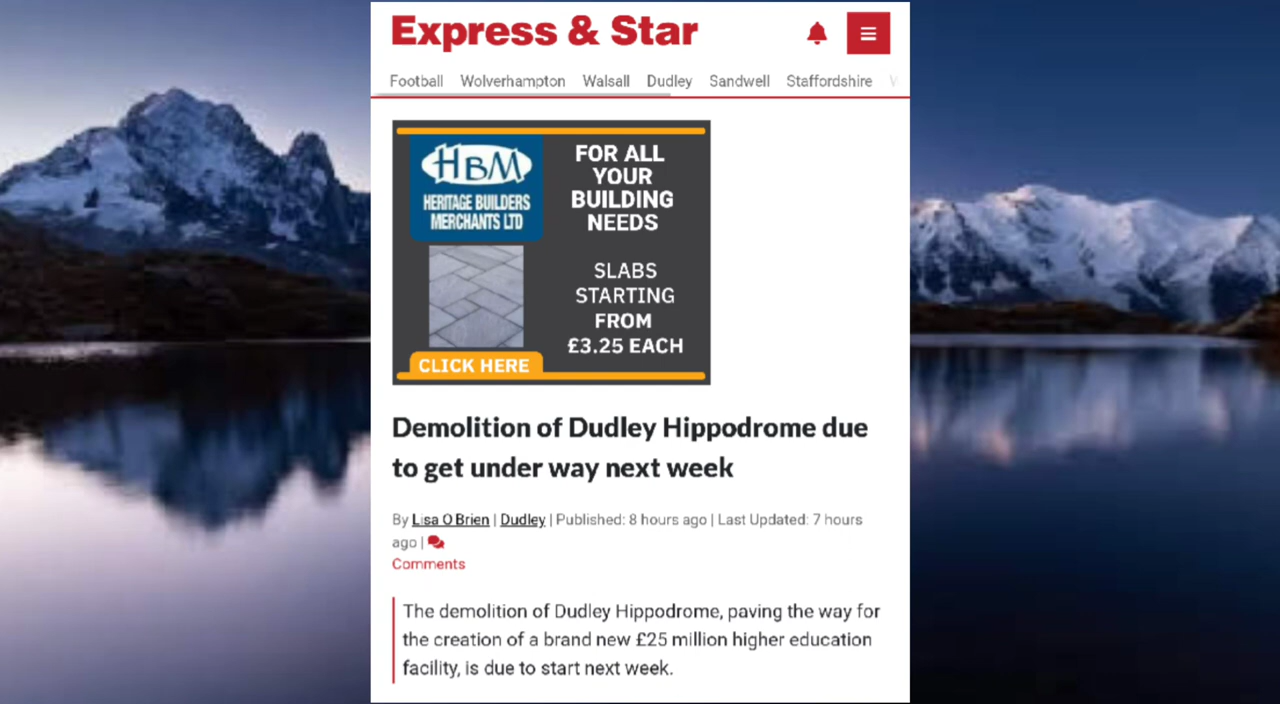 Express & Star
Football Wolverhampton Walsall Dudley Sandwell Staffordshire
HBM
HERITAGE BUILDERS
MERCHANTS LTD
CLICK HERE
FOR ALL
YOUR
BUILDING
NEEDS
SLABS
STARTING
FROM
£3.25 EACH
Demolition of Dudley Hippodrome due
to get under way next week
By Lisa O'Brien | Dudley | Published: 8 hours ago | Last Updated: 7 hours
ago |
Comments
The demolition of Dudley Hippodrome, paving the way for
the creation of a brand new £25 million higher education
facility, is due to start next week.